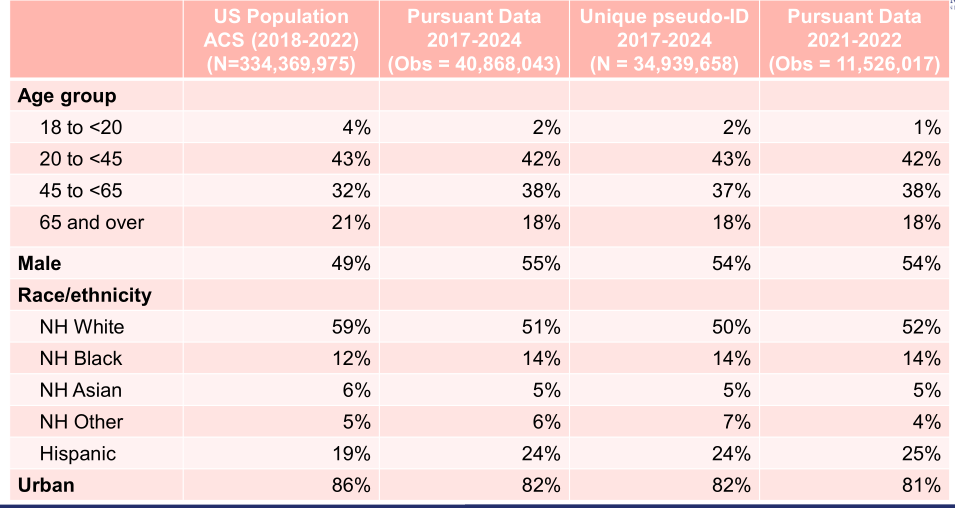 US Population ACS (2018-2022) (N=334,369,975) Pursuant Data 2017-2024 (Obs = 40,868,043) Unique pseudo-ID 2017-2024 (N = 34,939,658) Pursuant Data 2021-2022 (Obs = 11,526,017)
Age group
18 to <20 4% 2% 2% 1%
20 to <45 43% 42% 43% 42%
45 to <65 32% 38% 37% 38%
65 and over 21% 18% 18% 18%
Male 49% 55% 54% 54%
Race/ethnicity
NH White 59% 51% 50% 52%
NH Black 12% 14% 14% 14%
NH Asian 6% 5% 5% 5%
NH Other 5% 6% 7% 4%
Hispanic 19% 24% 24% 25%
Urban 86% 82% 82% 81%